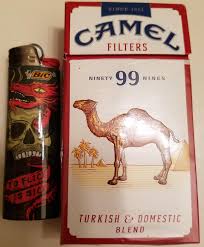 SINCE 1913
CAMEL
FILTERS
NINETY 99 NINES
BIC
TURKISH & DOMESTIC
BLEND